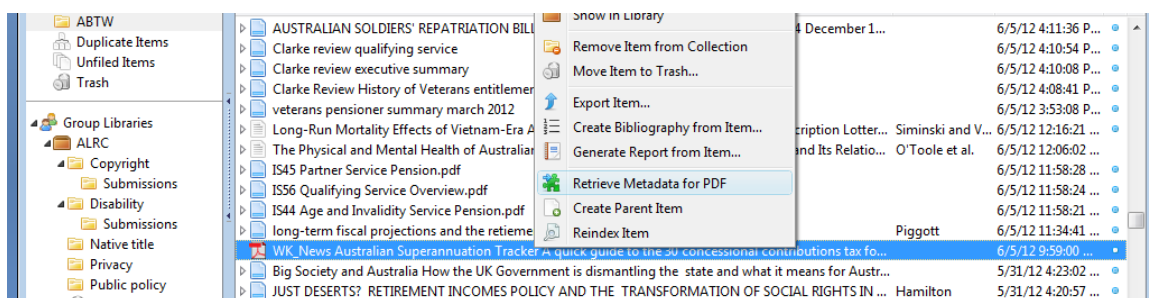 ABTW
Duplicate Items
Unfiled Items
Trash
Group Libraries
ALRC
Copyright
Submissions
Disability
Submissions
Native title
Privacy
Public policy
AUSTRALIAN SOLDIERS' REPATRIATION BILL 4 December 1... 6/5/12 4:11:36 P...
Clarke review qualifying service 6/5/12 4:10:54 P...
Clarke review executive summary 6/5/12 4:10:08 P...
Clarke Review History of Veterans entitlemer 6/5/12 4:08:41 P...
veterans pensioner summary march 2012 6/5/12 3:53:08 P...
Long-Run Mortality Effects of Vietnam-Era A cription Lotter... Siminski and V... 6/5/12 12:16:21 ...
The Physical and Mental Health of Australian and Its Relatio... O'Toole et al. 6/5/12 12:06:02 ...
IS45 Partner Service Pension.pdf 6/5/12 11:58:28 ...
IS56 Qualifying Service Overview.pdf 6/5/12 11:58:24 ...
IS44 Age and Invalidity Service Pension.pdf 6/5/12 11:58:21 ...
long-term fiscal projections and the retieme Piggott 6/5/12 11:34:41 ...
WK_News Australian Superannuation Tracker A quick guide to the 50 concessional contributions tax fo... 6/5/12 9:59:00 ...
Big Society and Australia How the UK Government is dismantling the state and what it means for Austr... 5/31/12 4:23:02 ...
JUST DESERTS? RETIREMENT INCOMES POLICY AND THE TRANSFORMATION OF SOCIAL RIGHTS IN ... Hamilton 5/31/12 4:20:57 ...
Show in Library
Remove Item from Collection
Move Item to Trash...
Export Item...
Create Bibliography from Item...
Generate Report from Item...
Retrieve Metadata for PDF
Create Parent Item
Reindex Item